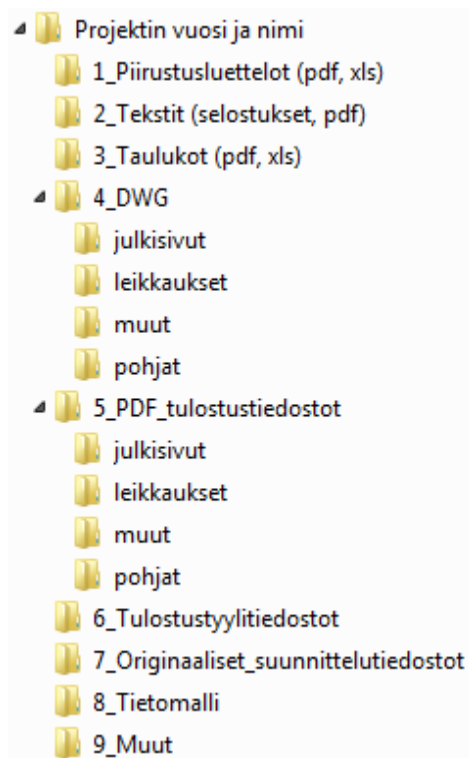 Projektin vuosi ja nimi
1_Piirustusluettelot (pdf, xls)
2_Tekstit (selostukset, pdf)
3_Taulukot (pdf, xls)
4_DWG
julkisivut
leikkaukset
muut
pohjat
5_PDF_tulostustiedostot
julkisivut
leikkaukset
muut
pohjat
6_Tulostustyylitiedostot
7_Originaaliset_suunnittelutiedostot
8_Tietomalli
9_Muut